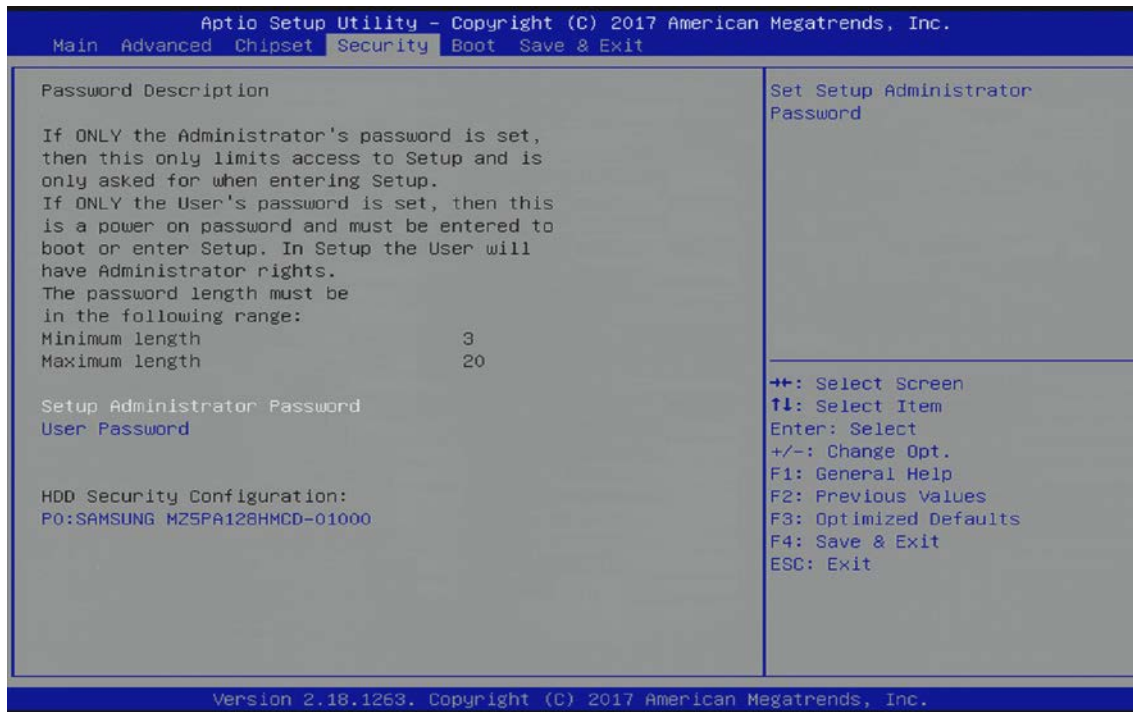 Aptio Setup Utility – Copyright (C) 2017 American Megatrends, Inc.
Main Advanced Chipset Security Boot Save & Exit
Password Description
If ONLY the Administrator's password is set,
then this only limits access to Setup and is
only asked for when entering Setup.
If ONLY the User's password is set, then this
is a power on password and must be entered to
boot or enter Setup. In Setup the User will
have Administrator rights.
The password length must be
in the following range:
Minimum length 3
Maximum length 20
Setup Administrator Password
User Password
HDD Security Configuration:
P0:SAMSUNG MZ5PA128HMCD-01000
Set Setup Administrator
Password
→←: Select Screen
↑↓: Select Item
Enter: Select
+/-: Change Opt.
F1: General Help
F2: Previous Values
F3: Optimized Defaults
F4: Save & Exit
ESC: Exit
Version 2.18.1263. Copyright (C) 2017 American Megatrends, Inc.